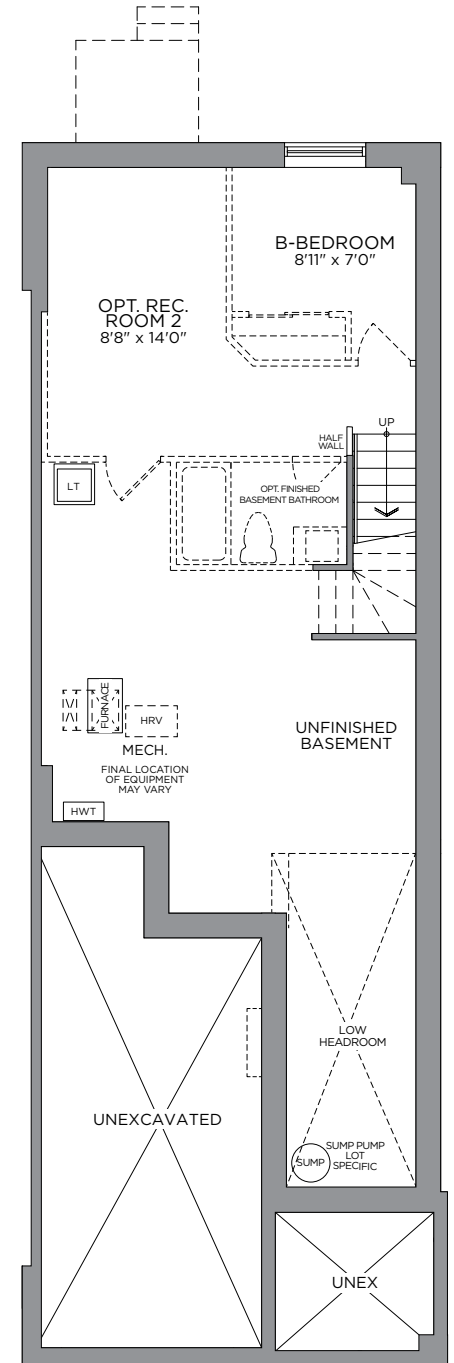 B-BEDROOM
8'11" x 7'0"
OPT. REC.
ROOM 2
8'8" x 14'0"
UP
HALF
WALL
LT
OPT. FINISHED
BASEMENT BATHROOM
FURNACE
HRV
MECH.
FINAL LOCATION
OF EQUIPMENT
MAY VARY
HWT
UNFINISHED
BASEMENT
LOW
HEADROOM
UNEXCAVATED
SUMP
SUMP PUMP
LOT
SPECIFIC
UNEX